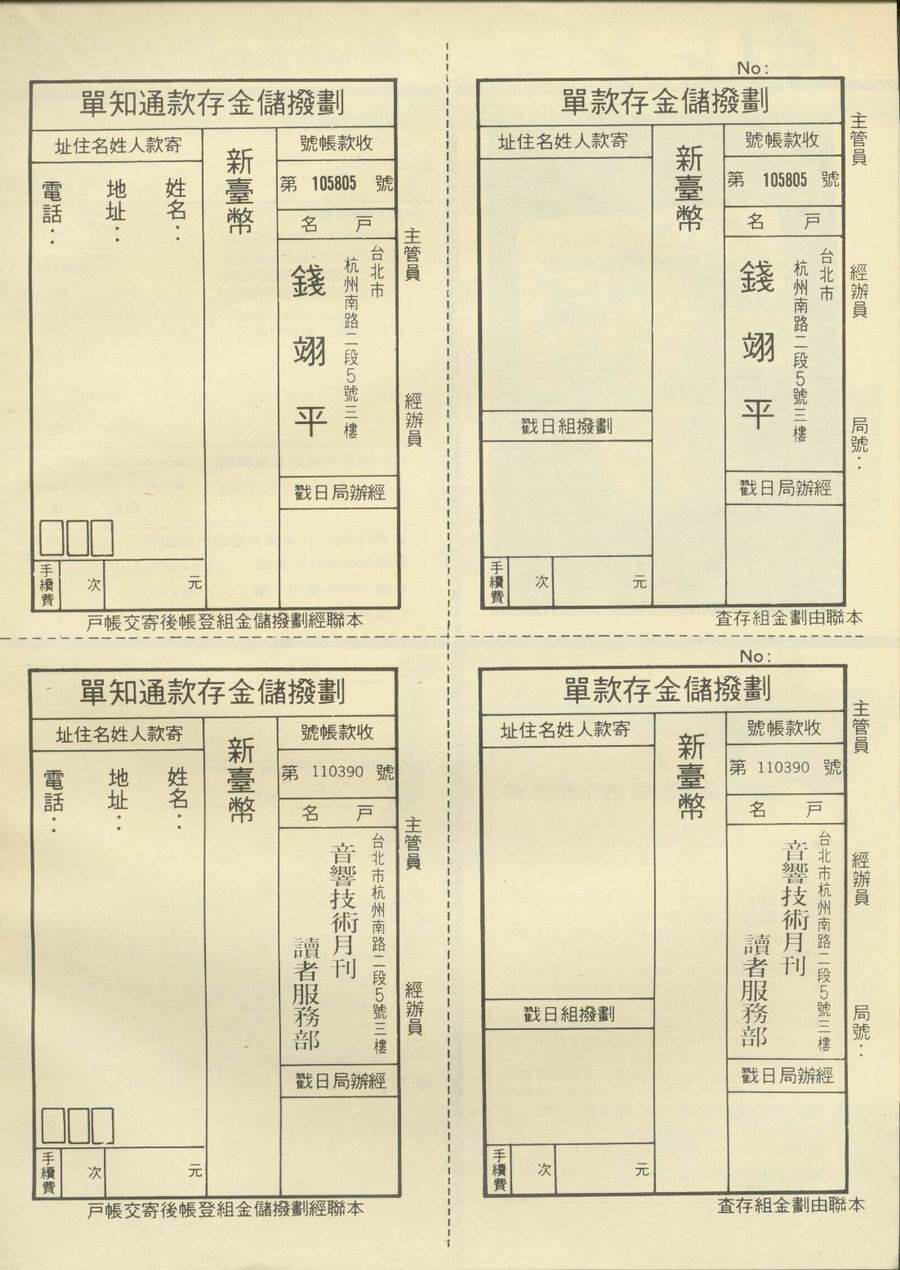 No:
劃撥儲金存款單
收款帳號
第 105805 號
戶名
台北市
杭州南路二段5號三樓
錢翊平
經辦局日戳
新臺幣
寄款人姓名住址
劃撥組日戳
手續費
次
元
主管員
經辦員
局號：
本聯由劃金組存查
劃撥儲金存款通知單
收款帳號
第 105805 號
戶名
台北市
杭州南路二段5號三樓
錢翊平
經辦局日戳
新臺幣
寄款人姓名住址
姓名：
地址：
電話：
手續費
次
元
主管員
經辦員
本聯經劃撥儲金組登帳後寄交帳戶
No:
劃撥儲金存款單
收款帳號
第 110390 號
戶名
台北市杭州南路二段5號三樓
音響技術月刊
讀者服務部
經辦局日戳
新臺幣
寄款人姓名住址
劃撥組日戳
手續費
次
元
主管員
經辦員
局號：
本聯由劃金組存查
劃撥儲金存款通知單
收款帳號
第 110390 號
戶名
台北市杭州南路二段5號三樓
音響技術月刊
讀者服務部
經辦局日戳
新臺幣
寄款人姓名住址
姓名：
地址：
電話：
手續費
次
元
主管員
經辦員
本聯經劃撥儲金組登帳後寄交帳戶